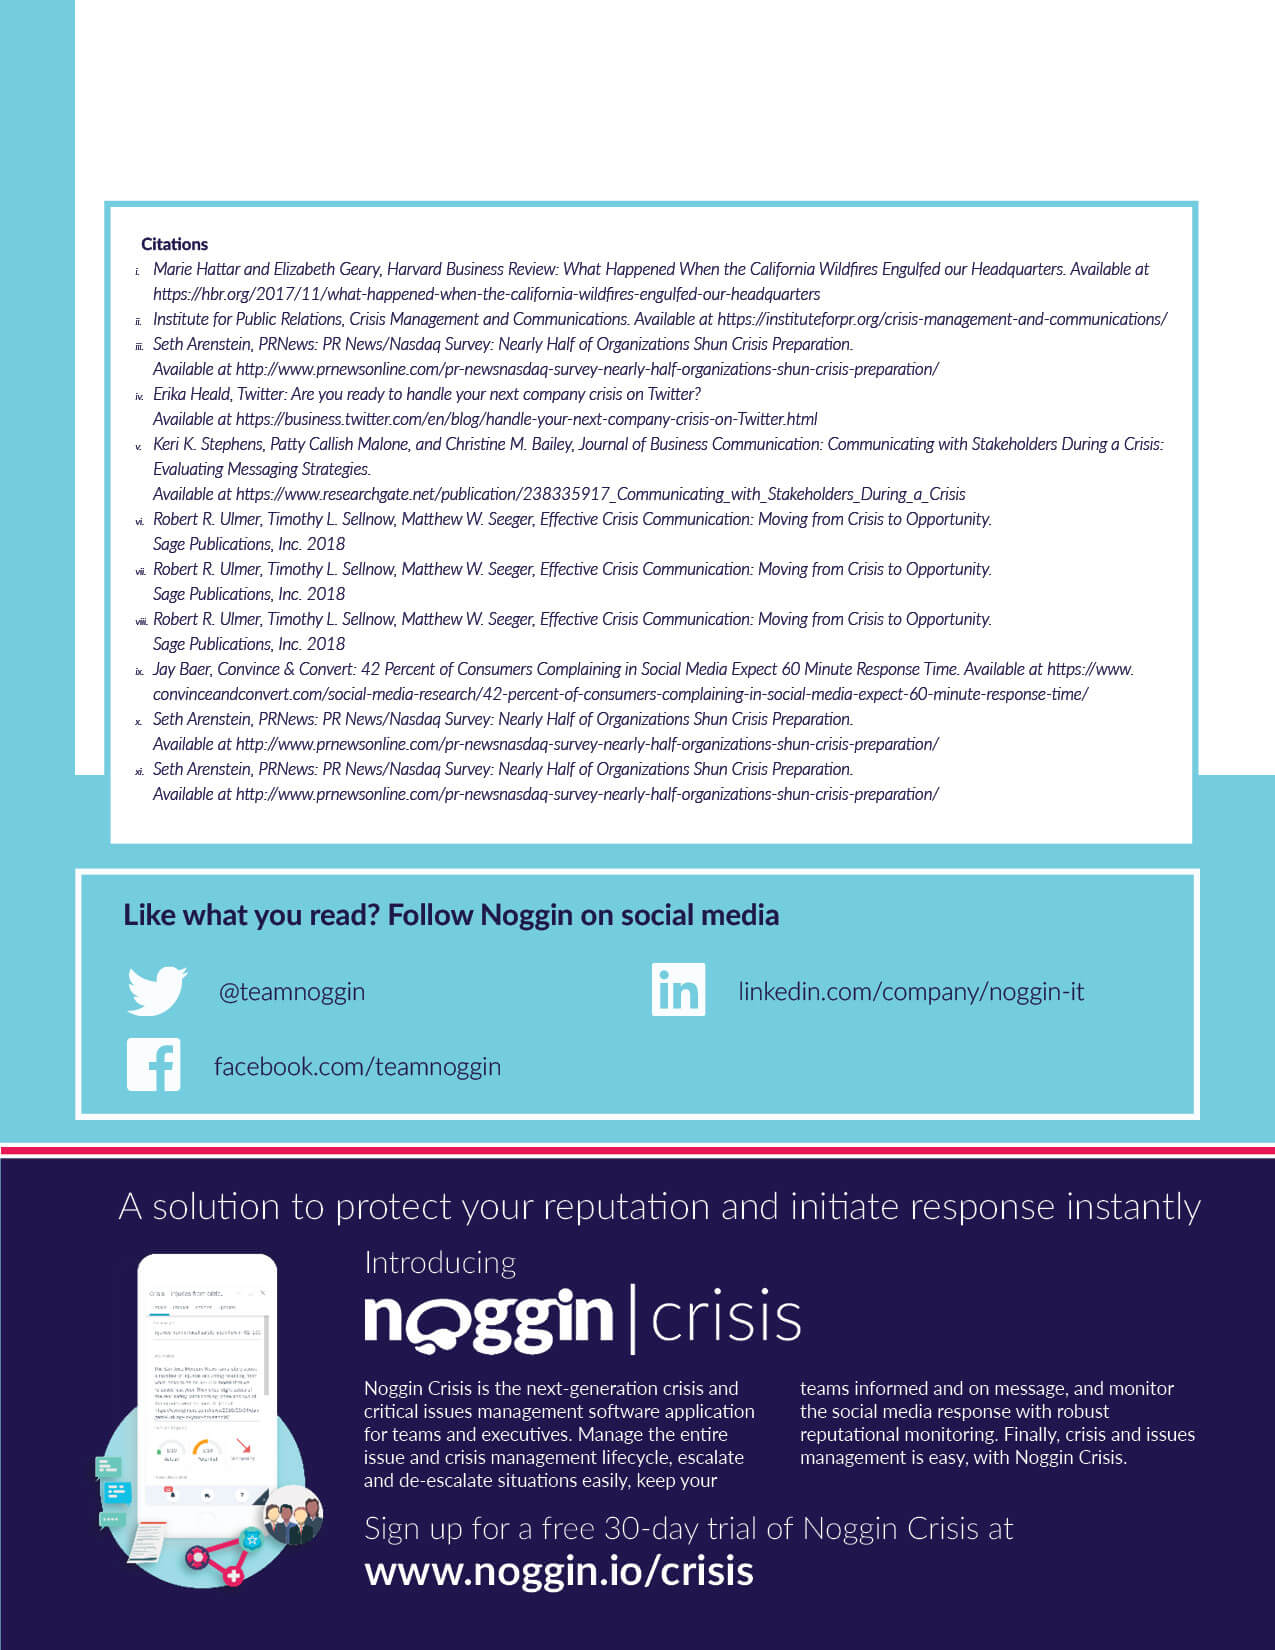 Citations
i. Marie Hattar and Elizabeth Geary, Harvard Business Review: What Happened When the California Wildfires Engulfed our Headquarters. Available at
https://hbr.org/2017/11/what-happened-when-the-california-wildfires-engulfed-our-headquarters
ii. Institute for Public Relations, Crisis Management and Communications. Available at https://instituteforpr.org/crisis-management-and-communications/
iii. Seth Arenstein, PRNews: PR News/Nasdaq Survey: Nearly Half of Organizations Shun Crisis Preparation.
Available at http://www.prnewsonline.com/pr-newsnasdaq-survey-nearly-half-organizations-shun-crisis-preparation/
iv. Erika Heald, Twitter: Are you ready to handle your next company crisis on Twitter?
Available at https://business.twitter.com/en/blog/handle-your-next-company-crisis-on-Twitter.html
v. Keri K. Stephens, Patty Callish Malone, and Christine M. Bailey, Journal of Business Communication: Communicating with Stakeholders During a Crisis:
Evaluating Messaging Strategies.
Available at https://www.researchgate.net/publication/238335917_Communicating_with_Stakeholders_During_a_Crisis
vi. Robert R. Ulmer, Timothy L. Sellnow, Matthew W. Seeger, Effective Crisis Communication: Moving from Crisis to Opportunity.
Sage Publications, Inc. 2018
vii. Robert R. Ulmer, Timothy L. Sellnow, Matthew W. Seeger, Effective Crisis Communication: Moving from Crisis to Opportunity.
Sage Publications, Inc. 2018
viii. Robert R. Ulmer, Timothy L. Sellnow, Matthew W. Seeger, Effective Crisis Communication: Moving from Crisis to Opportunity.
Sage Publications, Inc. 2018
ix. Jay Baer, Convince & Convert: 42 Percent of Consumers Complaining in Social Media Expect 60 Minute Response Time. Available at https://www.
convinceandconvert.com/social-media-research/42-percent-of-consumers-complaining-in-social-media-expect-60-minute-response-time/
x. Seth Arenstein, PRNews: PR News/Nasdaq Survey: Nearly Half of Organizations Shun Crisis Preparation.
Available at http://www.prnewsonline.com/pr-newsnasdaq-survey-nearly-half-organizations-shun-crisis-preparation/
xi. Seth Arenstein, PRNews: PR News/Nasdaq Survey: Nearly Half of Organizations Shun Crisis Preparation.
Available at http://www.prnewsonline.com/pr-newsnasdaq-survey-nearly-half-organizations-shun-crisis-preparation/
Like what you read? Follow Noggin on social media
@teamnoggin
linkedin.com/company/noggin-it
facebook.com/teamnoggin
A solution to protect your reputation and initiate response instantly
Introducing
noggin | crisis
Noggin Crisis is the next-generation crisis and
critical issues management software application
for teams and executives. Manage the entire
issue and crisis management lifecycle, escalate
and de-escalate situations easily, keep your
teams informed and on message, and monitor
the social media response with robust
reputational monitoring. Finally, crisis and issues
management is easy, with Noggin Crisis.
Sign up for a free 30-day trial of Noggin Crisis at
www.noggin.io/crisis